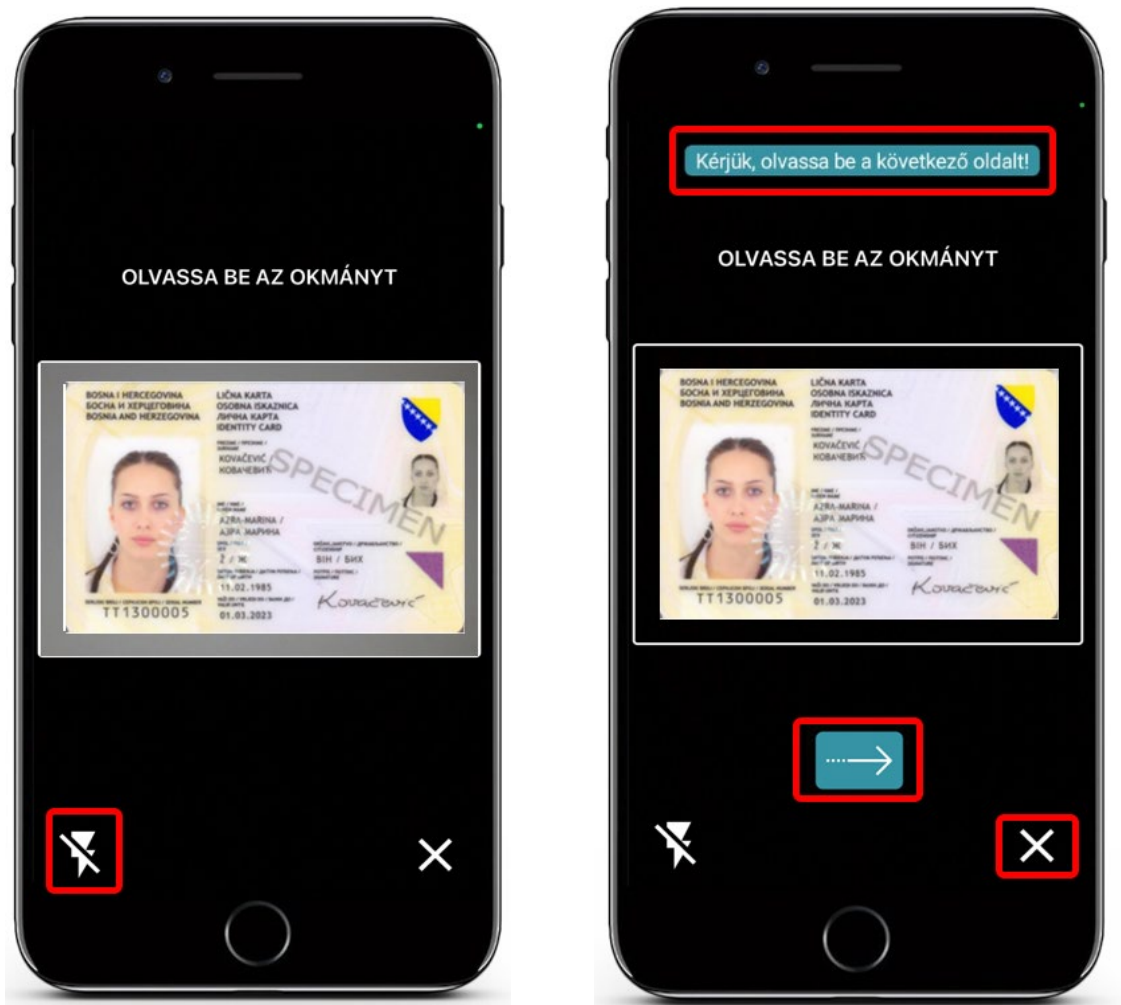 OLVASSA BE AZ OKMÁNYT
BOSNA I HERCEGOVINA
БОСНА И ХЕРЦЕГОВИНА
BOSNIA AND HERZEGOVINA
LIČNA KARTA
OSOBNA ISKAZNICA
ЛИЧНА КАРТА
IDENTITY CARD
KOVAČEVIĆ
КОВАЧЕВИЋ
SPECIMEN
AZRA-MARINA /
АЗРА МАРИНА
Ž / Ж
BIH / БИХ
11.02.1985
Kovačević
TT1300005
01.03.2023
Kérjük, olvassa be a következő oldalt!
OLVASSA BE AZ OKMÁNYT
BOSNA I HERCEGOVINA
БОСНА И ХЕРЦЕГОВИНА
BOSNIA AND HERZEGOVINA
LIČNA KARTA
OSOBNA ISKAZNICA
ЛИЧНА КАРТА
IDENTITY CARD
KOVAČEVIĆ
КОВАЧЕВИЋ
SPECIMEN
AZRA-MARINA /
АЗРА МАРИНА
Ž / Ж
BIH / БИХ
11.02.1985
Kovačević
TT1300005
01.03.2023